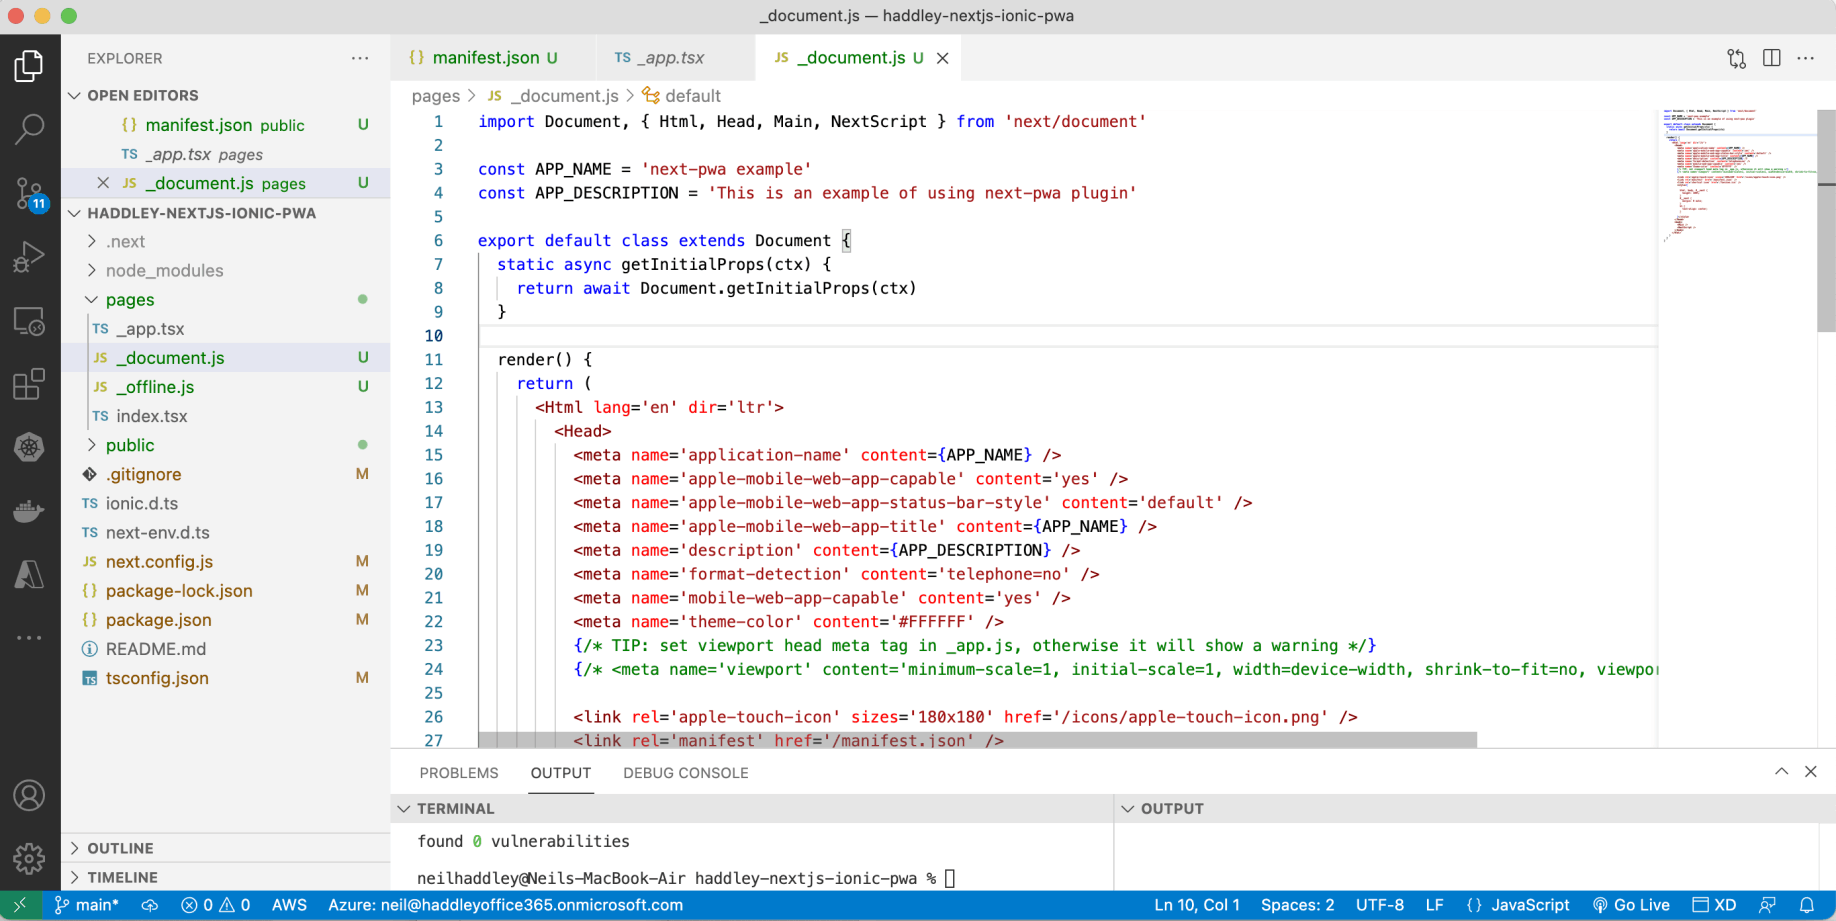 _document.js — haddley-nextjs-ionic-pwa
EXPLORER
OPEN EDITORS
{} manifest.json public U
TS _app.tsx pages
JS _document.js pages U
11
HADDLEY-NEXTJS-IONIC-PWA
.next
node_modules
pages
TS _app.tsx
JS _document.js U
JS _offline.js U
TS index.tsx
public
.gitignore M
TS ionic.d.ts
TS next-env.d.ts
JS next.config.js M
{} package-lock.json M
{} package.json M
README.md
TS tsconfig.json M
OUTLINE
TIMELINE
{} manifest.json U
TS _app.tsx
JS _document.js U
pages > JS _document.js > default
1 import Document, { Html, Head, Main, NextScript } from 'next/document'
2
3 const APP_NAME = 'next-pwa example'
4 const APP_DESCRIPTION = 'This is an example of using next-pwa plugin'
5
6 export default class extends Document {
7 static async getInitialProps(ctx) {
8 return await Document.getInitialProps(ctx)
9 }
10
11 render() {
12 return (
13 <Html lang='en' dir='ltr'>
14 <Head>
15 <meta name='application-name' content={APP_NAME} />
16 <meta name='apple-mobile-web-app-capable' content='yes' />
17 <meta name='apple-mobile-web-app-status-bar-style' content='default' />
18 <meta name='apple-mobile-web-app-title' content={APP_NAME} />
19 <meta name='description' content={APP_DESCRIPTION} />
20 <meta name='format-detection' content='telephone=no' />
21 <meta name='mobile-web-app-capable' content='yes' />
22 <meta name='theme-color' content='#FFFFFF' />
23 {/* TIP: set viewport head meta tag in _app.js, otherwise it will show a warning */}
24 {/* <meta name='viewport' content='minimum-scale=1, initial-scale=1, width=device-width, shrink-to-fit=no, viewpor
25
26 <link rel='apple-touch-icon' sizes='180x180' href='/icons/apple-touch-icon.png' />
27 <link rel='manifest' href='/manifest.json' />
PROBLEMS OUTPUT DEBUG CONSOLE
TERMINAL
found 0 vulnerabilities
neilhaddley@Neils-MacBook-Air haddley-nextjs-ionic-pwa %
OUTPUT
main* 0 0 AWS Azure: neil@haddleyoffice365.onmicrosoft.com Ln 10, Col 1 Spaces: 2 UTF-8 LF {} JavaScript Go Live XD